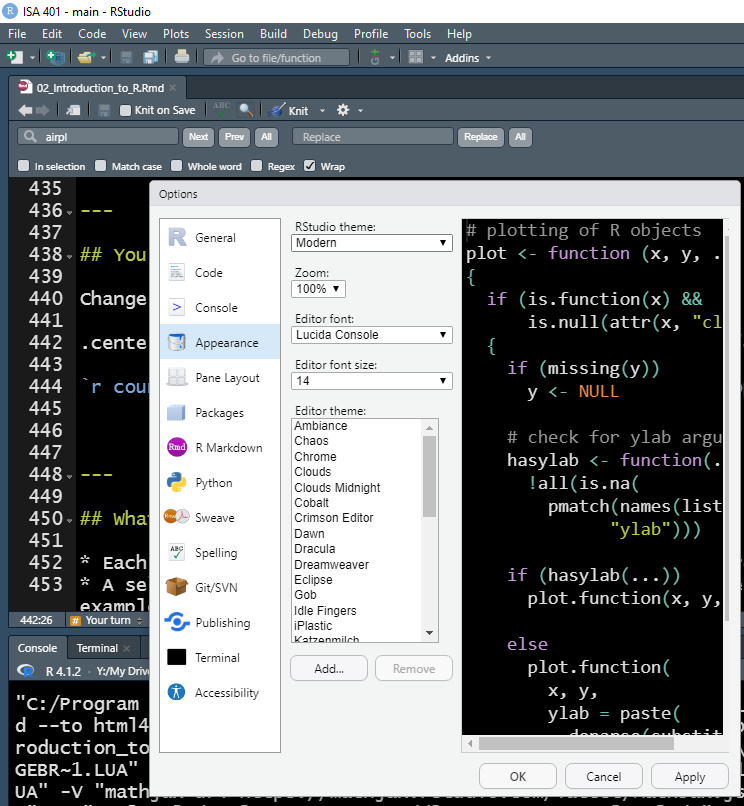 ISA 401 - main - RStudio
File Edit Code View Plots Session Build Debug Profile Tools Help
Go to file/function Addins
02_Introduction_to_R.Rmd
Knit on Save ABC Knit
airpl Next Prev All Replace Replace All
In selection Match case Whole word Regex Wrap
435
436 ---
437
438 ## You
439
440 Change
441
442 .cente
443
444 `r cour
445
446
447
448 ---
449
450 ## What
451
452 * Each
453 * A se
example
442:26 # Your turn
Console Terminal
R 4.1.2 · Y:/My Driv
"C:/Program
d --to html4
roduction_to
GEBR~1.LUA"
UA" -V "mathjax
Options
R General
Code
> Console
Appearance
Pane Layout
Packages
Rmd R Markdown
Python
Sweave
ABC Spelling
Git/SVN
Publishing
Terminal
Accessibility
RStudio theme:
Modern
Zoom:
100%
Editor font:
Lucida Console
Editor font size:
14
Editor theme:
Ambiance
Chaos
Chrome
Clouds
Clouds Midnight
Cobalt
Crimson Editor
Dawn
Dracula
Dreamweaver
Eclipse
Gob
Idle Fingers
iPlastic
Katzenmilch
Add... Remove
# plotting of R objects
plot <- function (x, y, .
{
if (is.function(x) &&
is.null(attr(x, "cl
{
if (missing(y))
y <- NULL
# check for ylab argu
hasylab <- function(.
!all(is.na(
pmatch(names(list
"ylab")))
if (hasylab(...))
plot.function(x, y,
else
plot.function(
x, y,
ylab = paste(
deparse(substit
OK Cancel Apply